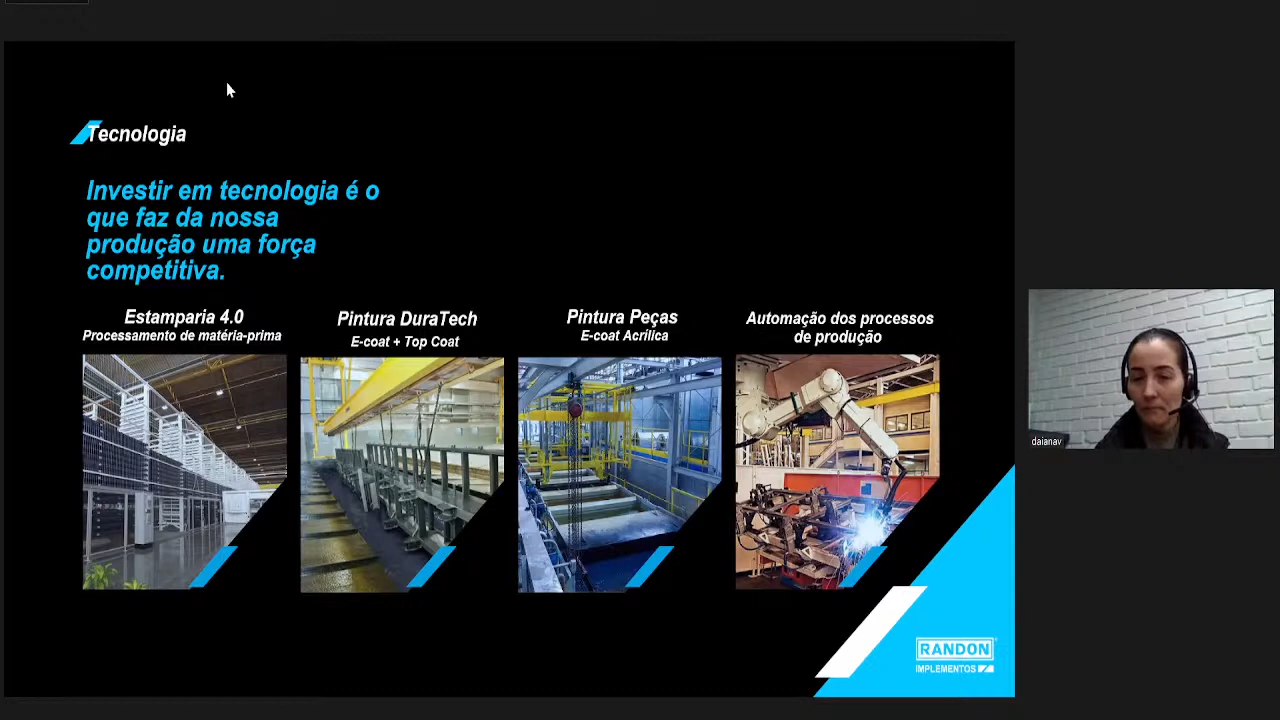 Tecnologia
Investir em tecnologia é o
que faz da nossa
produção uma força
competitiva.
Estamparia 4.0
Processamento de matéria-prima
Pintura DuraTech
E-coat + Top Coat
Pintura Peças
E-coat Acrílica
Automação dos processos
de produção
daianav
RANDON
IMPLEMENTOS